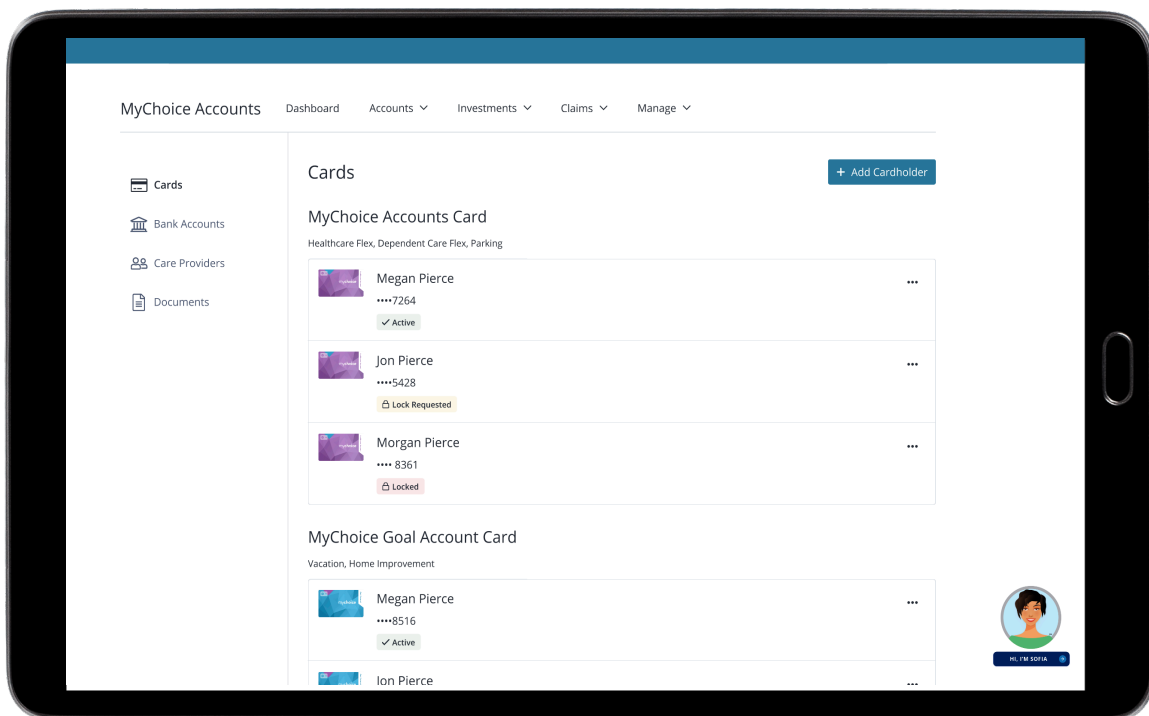 MyChoice Accounts Dashboard Accounts Investments Claims Manage
Cards
Bank Accounts
Care Providers
Documents
Cards
+ Add Cardholder
MyChoice Accounts Card
Healthcare Flex, Dependent Care Flex, Parking
Megan Pierce
••••7264
Active
Jon Pierce
••••5428
Lock Requested
Morgan Pierce
•••• 8361
Locked
MyChoice Goal Account Card
Vacation, Home Improvement
Megan Pierce
••••8516
Active
Jon Pierce
HI, I'M SOFIA